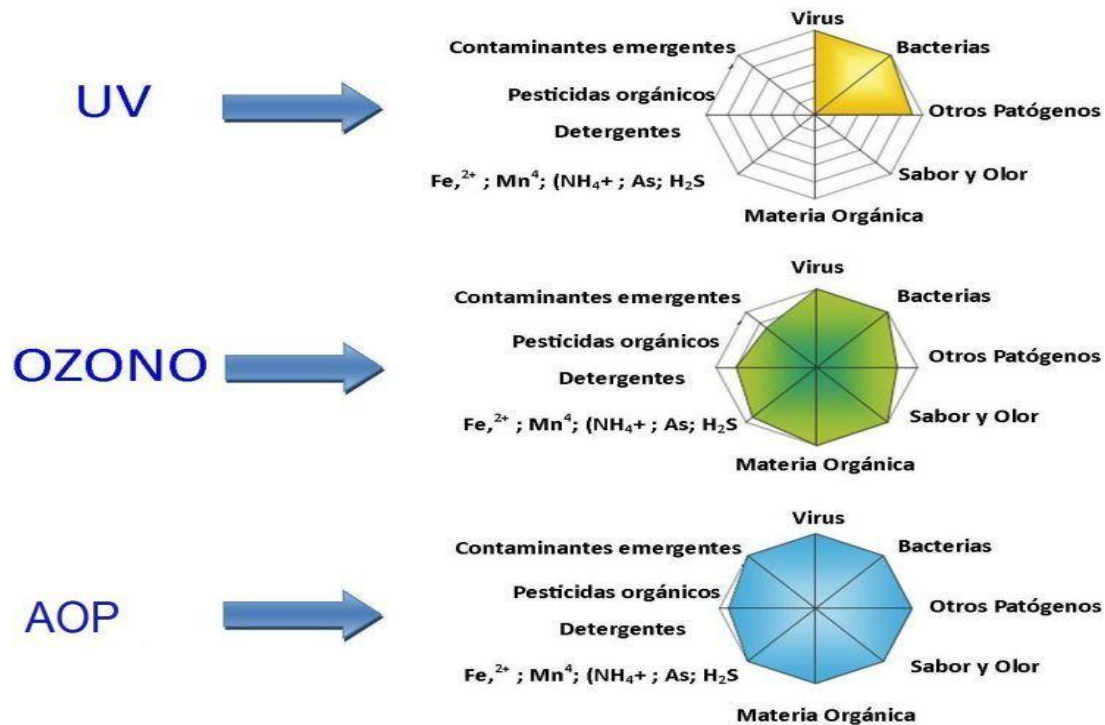 UV
Virus
Contaminantes emergentes
Bacterias
Pesticidas orgánicos
Otros Patógenos
Detergentes
Fe,²⁺ ; Mn⁴; (NH₄+ ; As; H₂S
Sabor y Olor
Materia Orgánica
OZONO
Virus
Contaminantes emergentes
Bacterias
Pesticidas orgánicos
Otros Patógenos
Detergentes
Fe,²⁺ ; Mn⁴; (NH₄+ ; As; H₂S
Sabor y Olor
Materia Orgánica
AOP
Virus
Contaminantes emergentes
Bacterias
Pesticidas orgánicos
Otros Patógenos
Detergentes
Fe,²⁺ ; Mn⁴; (NH₄+ ; As; H₂S
Sabor y Olor
Materia Orgánica